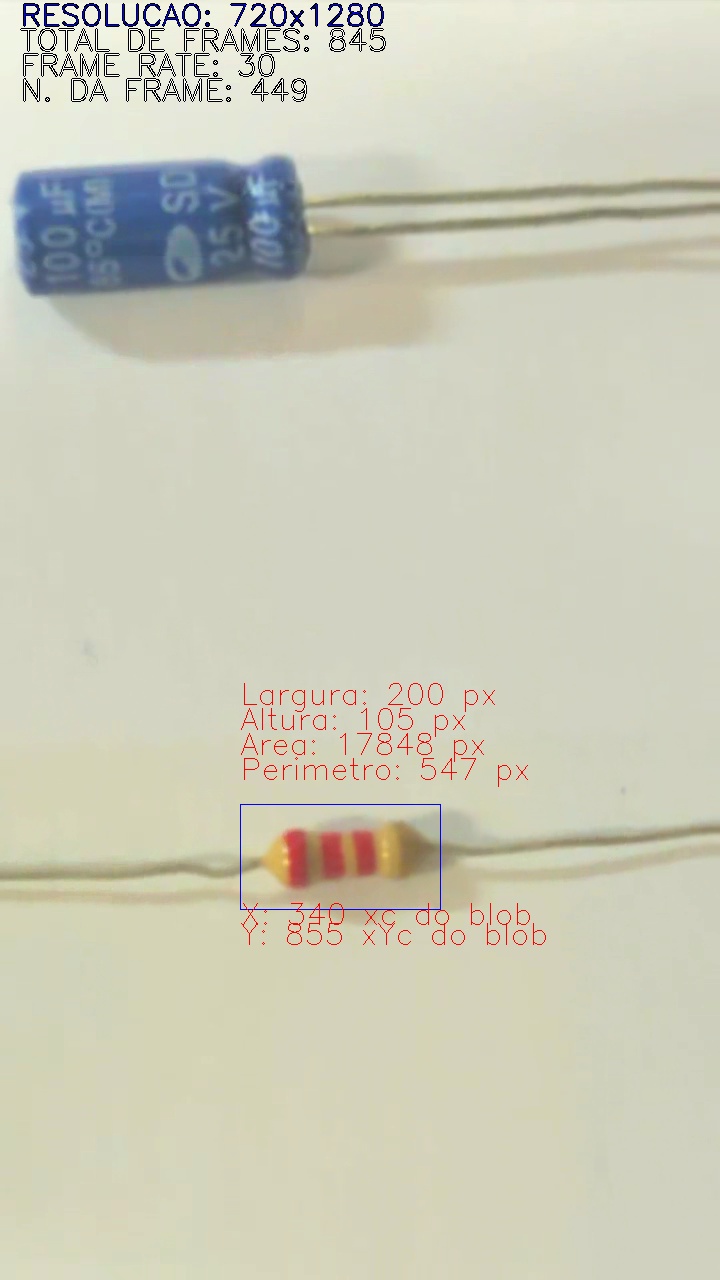 RESOLUCAO: 720x1280
TOTAL DE FRAMES: 845
FRAME RATE: 30
N. DA FRAME: 449
100 µF
85°C(M)
SD
25 V
100 µF
Largura: 200 px
Altura: 105 px
Area: 17848 px
Perimetro: 547 px
X: 340 xc do blob
Y: 855 xYc do blob